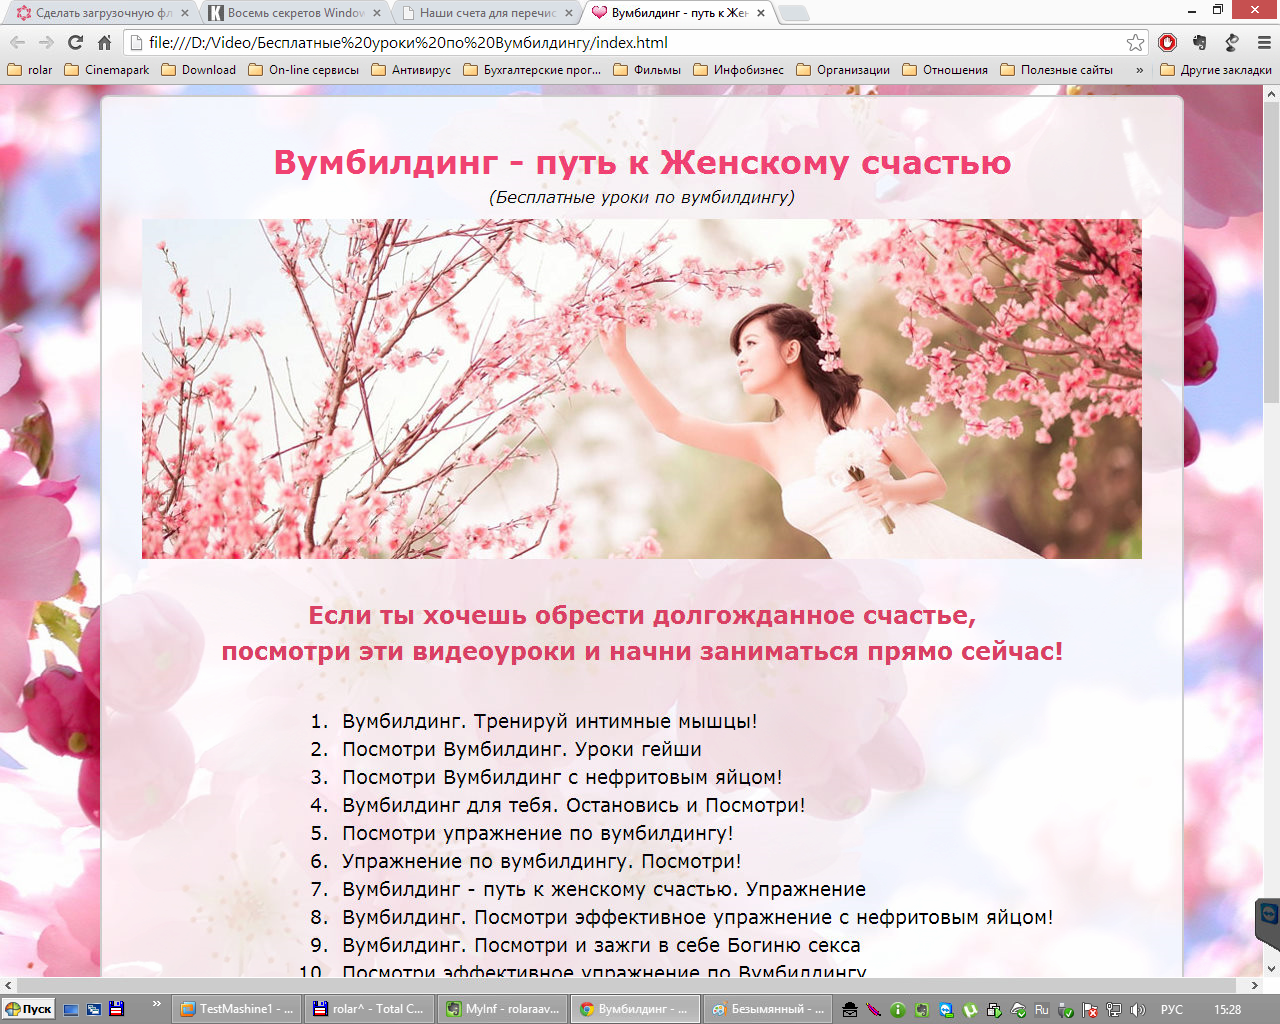 Сделать загрузочную фл
Восемь секретов Window
Наши счета для перечис
Вумбилдинг - путь к Жен
file:///D:/Video/Бесплатные%20уроки%20по%20Вумбилдингу/index.html
rolar
Cinemapark
Download
On-line сервисы
Антивирус
Бухгалтерские прог...
Фильмы
Инфобизнес
Организации
Отношения
Полезные сайты
»
Другие закладки
Вумбилдинг - путь к Женскому счастью
(Бесплатные уроки по вумбилдингу)
Если ты хочешь обрести долгожданное счастье,
посмотри эти видеоуроки и начни заниматься прямо сейчас!
1. Вумбилдинг. Тренируй интимные мышцы!
2. Посмотри Вумбилдинг. Уроки гейши
3. Посмотри Вумбилдинг с нефритовым яйцом!
4. Вумбилдинг для тебя. Остановись и Посмотри!
5. Посмотри упражнение по вумбилдингу!
6. Упражнение по вумбилдингу. Посмотри!
7. Вумбилдинг - путь к женскому счастью. Упражнение
8. Вумбилдинг. Посмотри эффективное упражнение с нефритовым яйцом!
9. Вумбилдинг. Посмотри и зажги в себе Богиню секса
10. Посмотри эффективное упражнение по Вумбилдингу
Пуск
»
TestMashine1 - ...
rolar^ - Total C...
MyInf - rolaraav...
Вумбилдинг - ...
Безымянный - ...
Ru
РУС
15:28